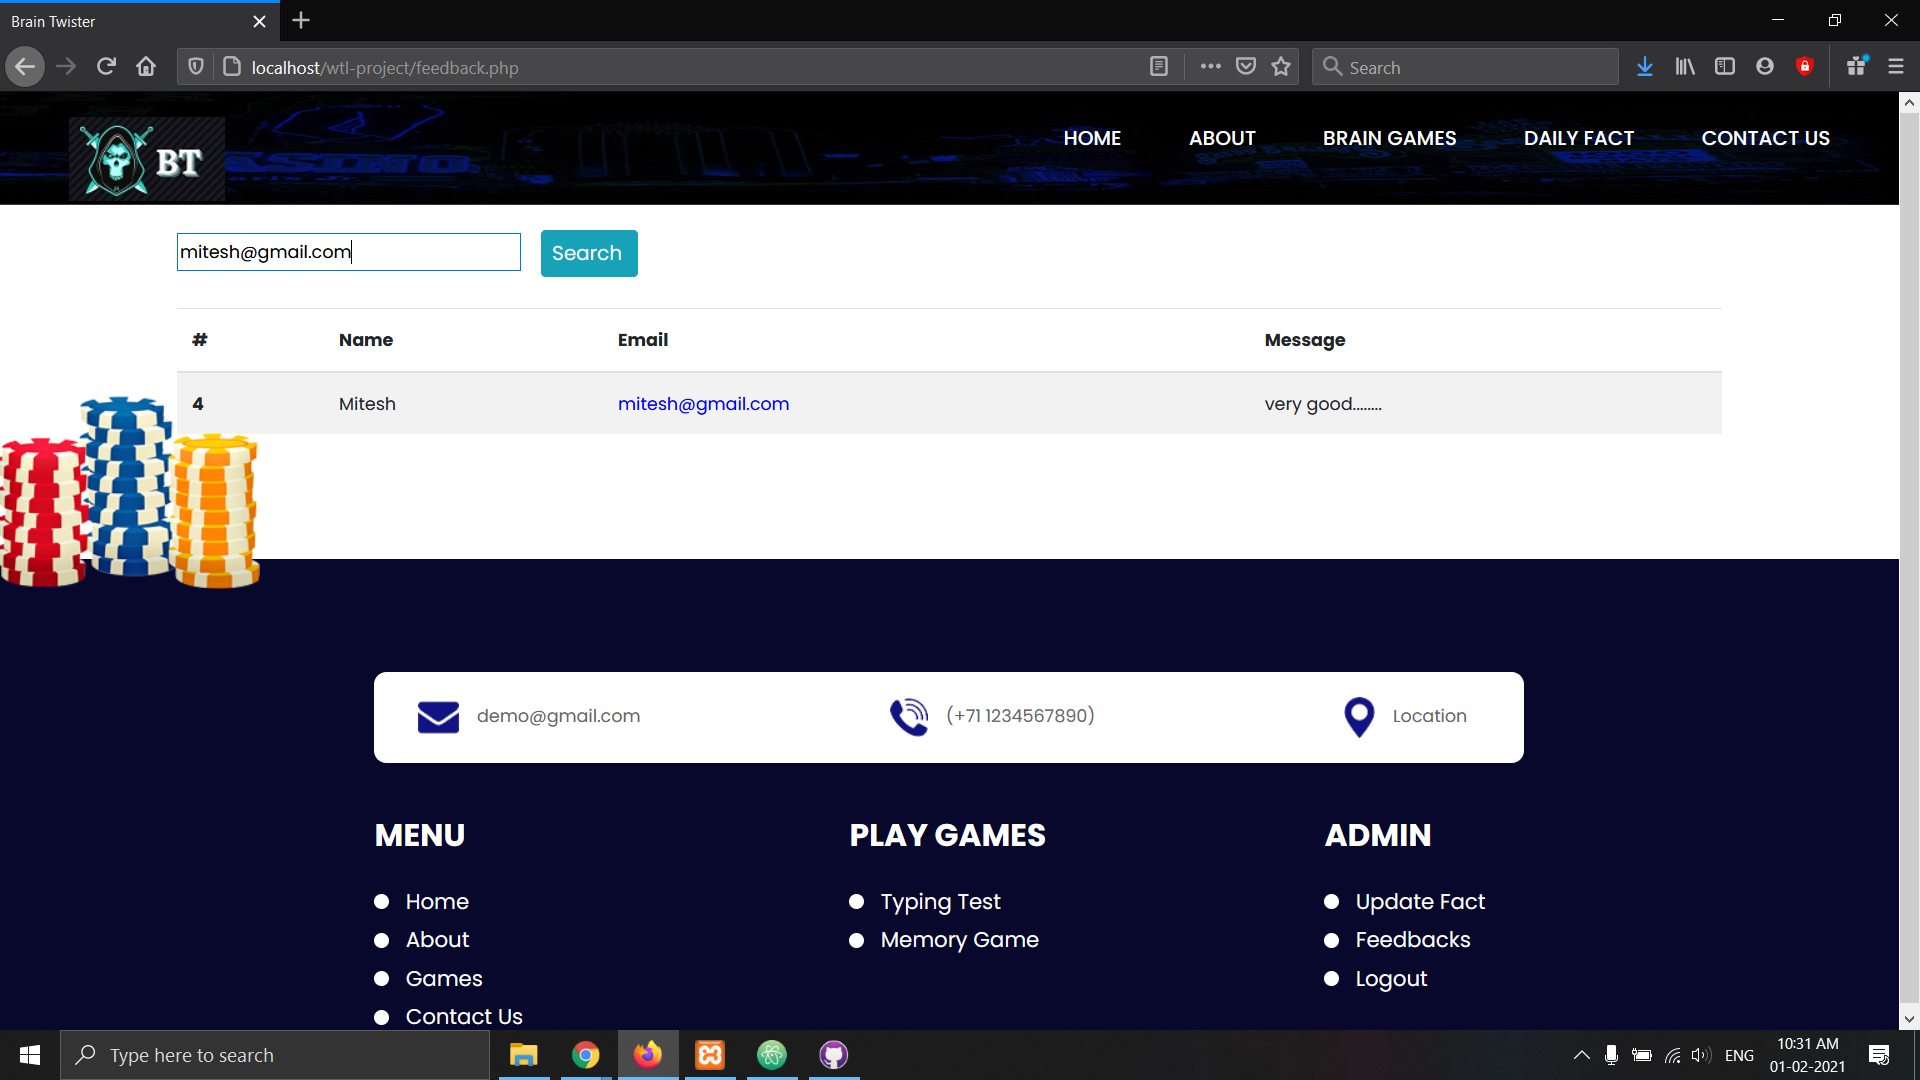 Brain Twister
localhost/wtl-project/feedback.php
Search
BT
HOME ABOUT BRAIN GAMES DAILY FACT CONTACT US
mitesh@gmail.com Search
# Name Email Message
4 Mitesh mitesh@gmail.com very good........
demo@gmail.com (+71 1234567890) Location
MENU PLAY GAMES ADMIN
Home Typing Test Update Fact
About Memory Game Feedbacks
Games Logout
Contact Us
Type here to search
ENG
10:31 AM
01-02-2021